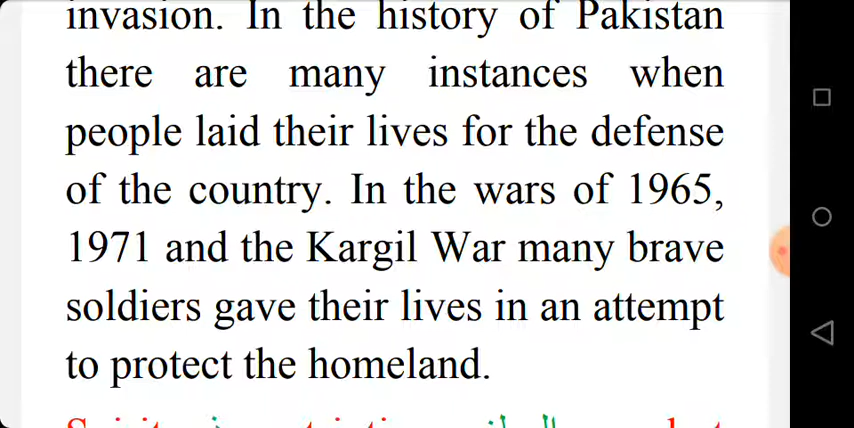 invasion. In the history of Pakistan
there are many instances when
people laid their lives for the defense
of the country. In the wars of 1965,
1971 and the Kargil War many brave
soldiers gave their lives in an attempt
to protect the homeland.